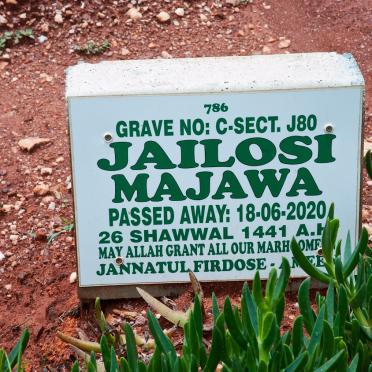 786
GRAVE NO: C-SECT. J80
JAILOSI
MAJAWA
PASSED AWAY: 18-06-2020
26 SHAWWAL 1441 A.H
MAY ALLAH GRANT ALL OUR
JANNATUL FIRDOSE -